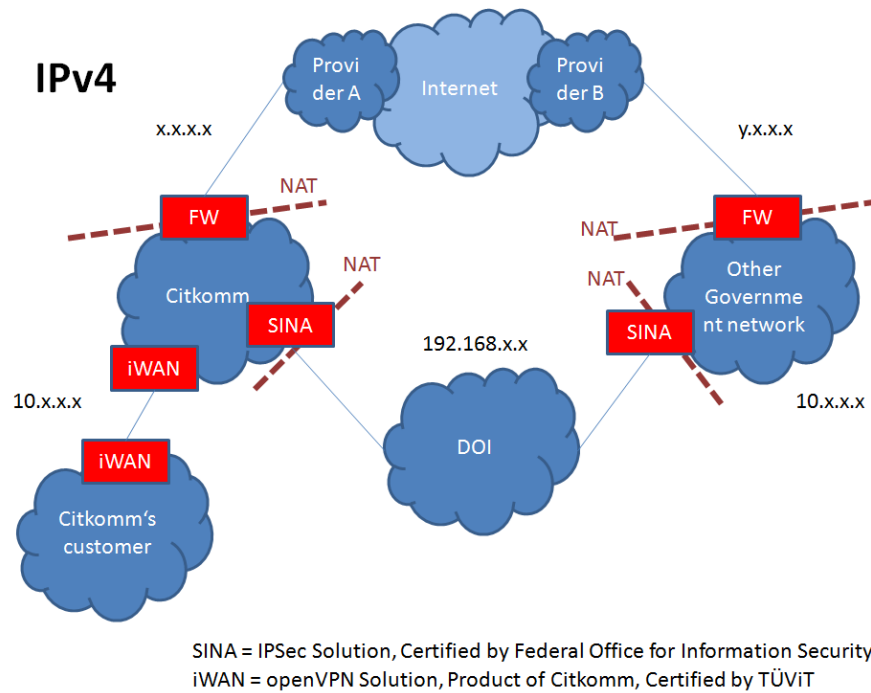 IPv4
Provi
der A
Internet
Provi
der B
x.x.x.x
y.x.x.x
NAT
FW
NAT
FW
Citkomm
NAT
SINA
NAT
Other
Governme
nt network
SINA
192.168.x.x
iWAN
10.x.x.x
10.x.x.x
iWAN
DOI
Citkomm‘s
customer
SINA = IPSec Solution, Certified by Federal Office for Information Security
iWAN = openVPN Solution, Product of Citkomm, Certified by TÜViT